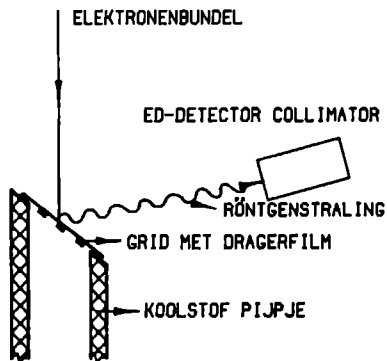 ELEKTRONENBUNDEL
ED-DETECTOR COLLIMATOR
RÖNTGENSTRALING
GRID MET DRAGERFILM
KOOLSTOF PIJPJE